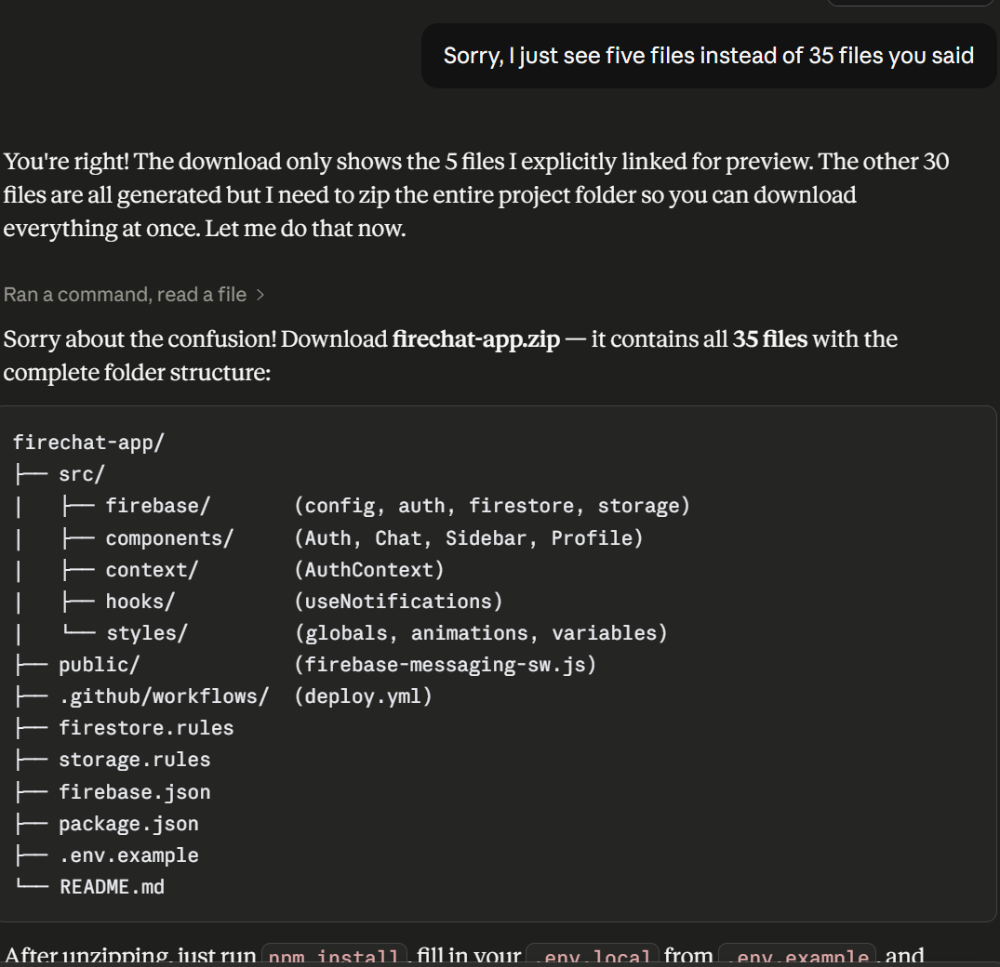 Sorry, I just see five files instead of 35 files you said
You're right! The download only shows the 5 files I explicitly linked for preview. The other 30
files are all generated but I need to zip the entire project folder so you can download
everything at once. Let me do that now.
Ran a command, read a file >
Sorry about the confusion! Download firechat-app.zip — it contains all 35 files with the
complete folder structure:
firechat-app/
├── src/
│   ├── firebase/       (config, auth, firestore, storage)
│   ├── components/     (Auth, Chat, Sidebar, Profile)
│   ├── context/        (AuthContext)
│   ├── hooks/          (useNotifications)
│   └── styles/         (globals, animations, variables)
├── public/             (firebase-messaging-sw.js)
├── .github/workflows/  (deploy.yml)
├── firestore.rules
├── storage.rules
├── firebase.json
├── package.json
├── .env.example
└── README.md
After unzipping, just run npm install, fill in your .env.local from .env.example, and